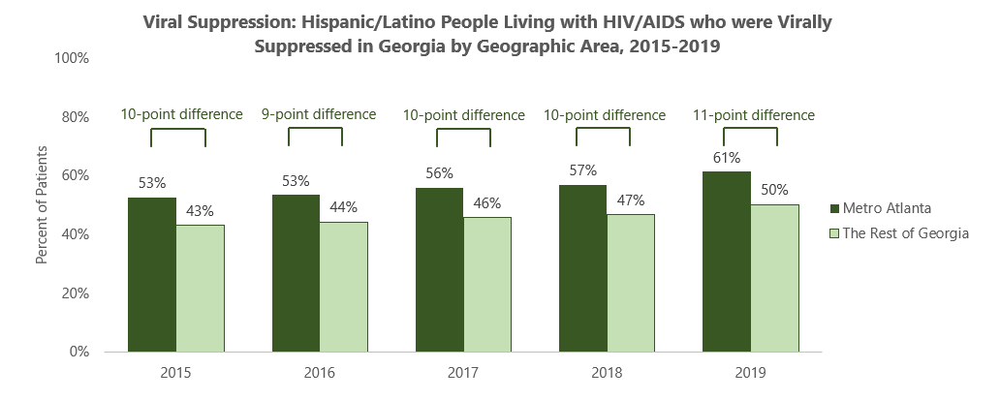 Viral Suppression: Hispanic/Latino People Living with HIV/AIDS who were Virally
Suppressed in Georgia by Geographic Area, 2015-2019
100%
80%
60%
40%
20%
0%
Percent of Patients
10-point difference
9-point difference
10-point difference
10-point difference
11-point difference
53%
43%
53%
44%
56%
46%
57%
47%
61%
50%
2015
2016
2017
2018
2019
Metro Atlanta
The Rest of Georgia